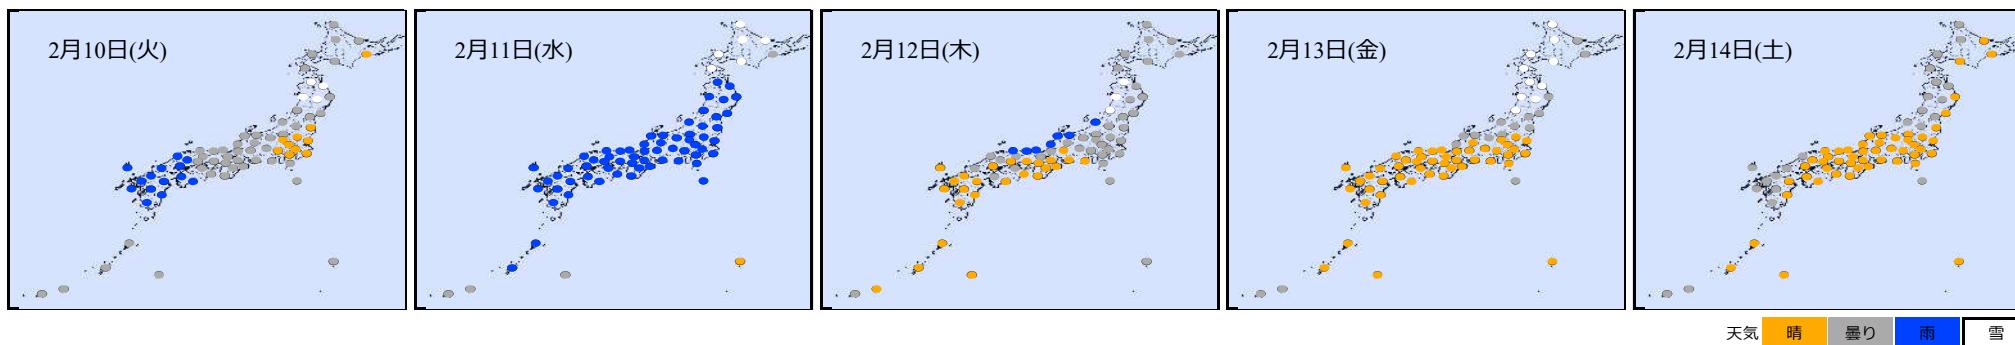 2月10日(火)
2月11日(水)
2月12日(木)
2月13日(金)
2月14日(土)
天気 晴 曇り 雨 雪